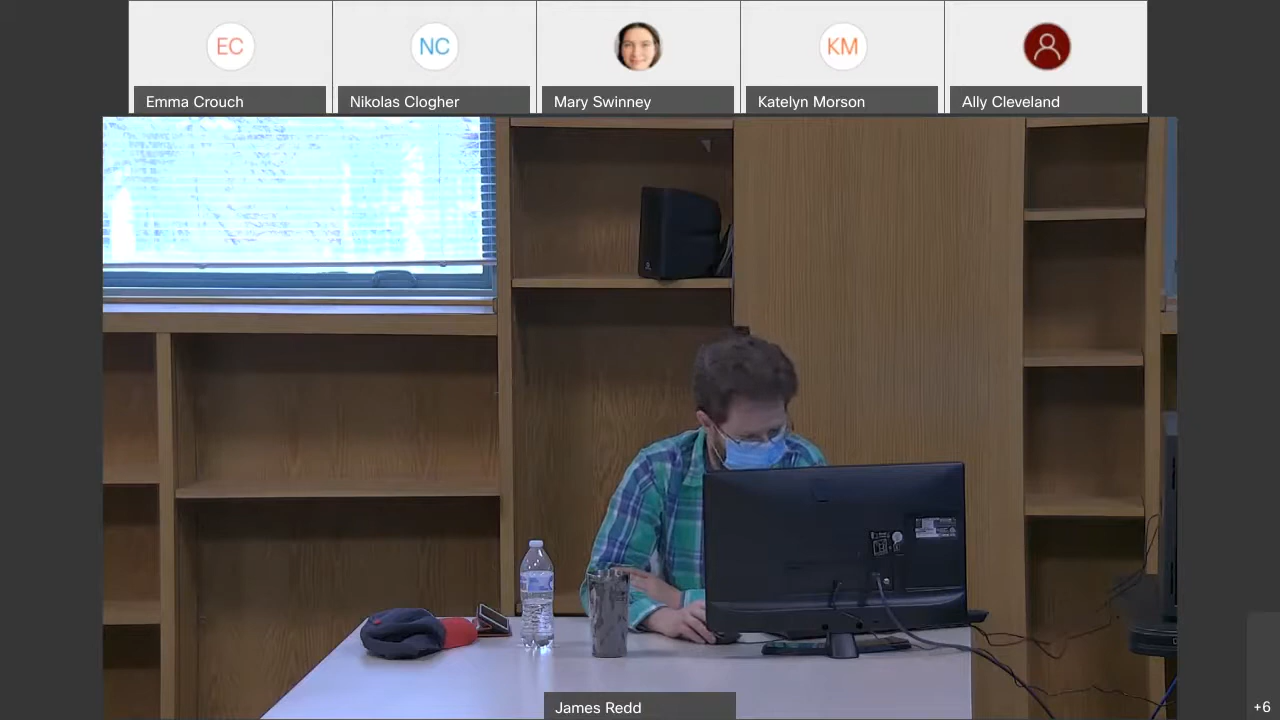 EC
NC
KM
Emma Crouch
Nikolas Clogher
Mary Swinney
Katelyn Morson
Ally Cleveland
James Redd
+6